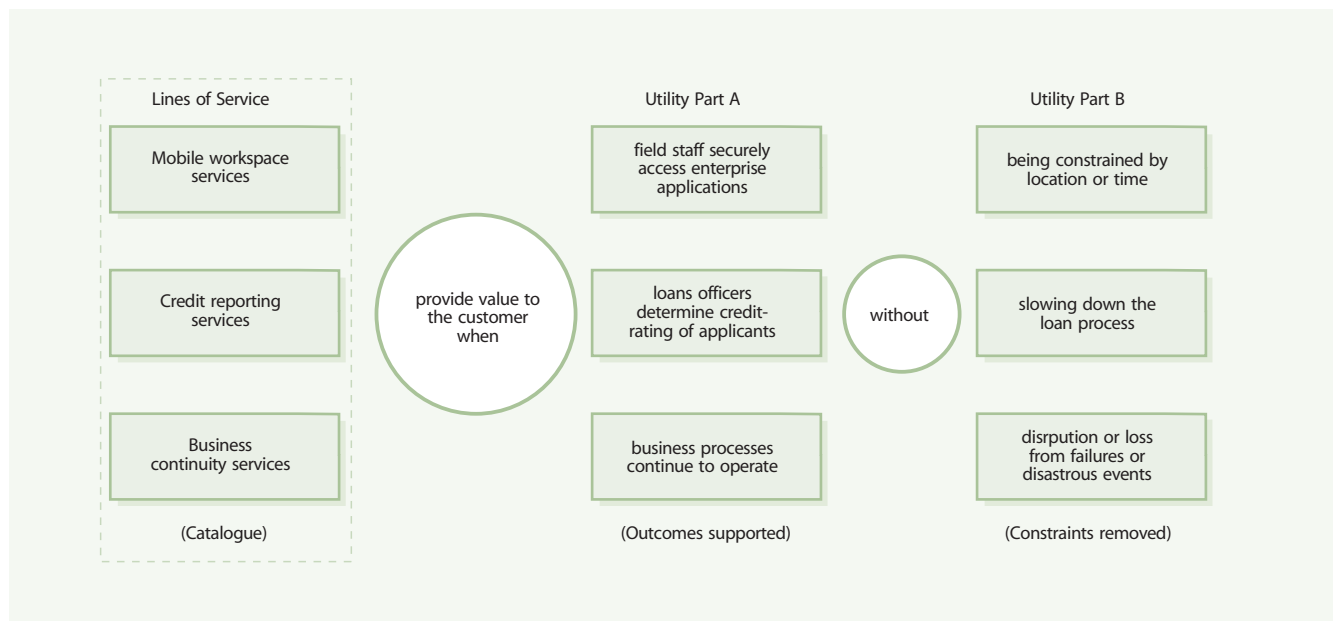 Lines of Service
Mobile workspace
services
Credit reporting
services
Business
continuity services
(Catalogue)
provide value to
the customer
when
Utility Part A
field staff securely
access enterprise
applications
loans officers
determine credit-
rating of applicants
business processes
continue to operate
(Outcomes supported)
without
Utility Part B
being constrained by
location or time
slowing down the
loan process
disrpution or loss
from failures or
disastrous events
(Constraints removed)